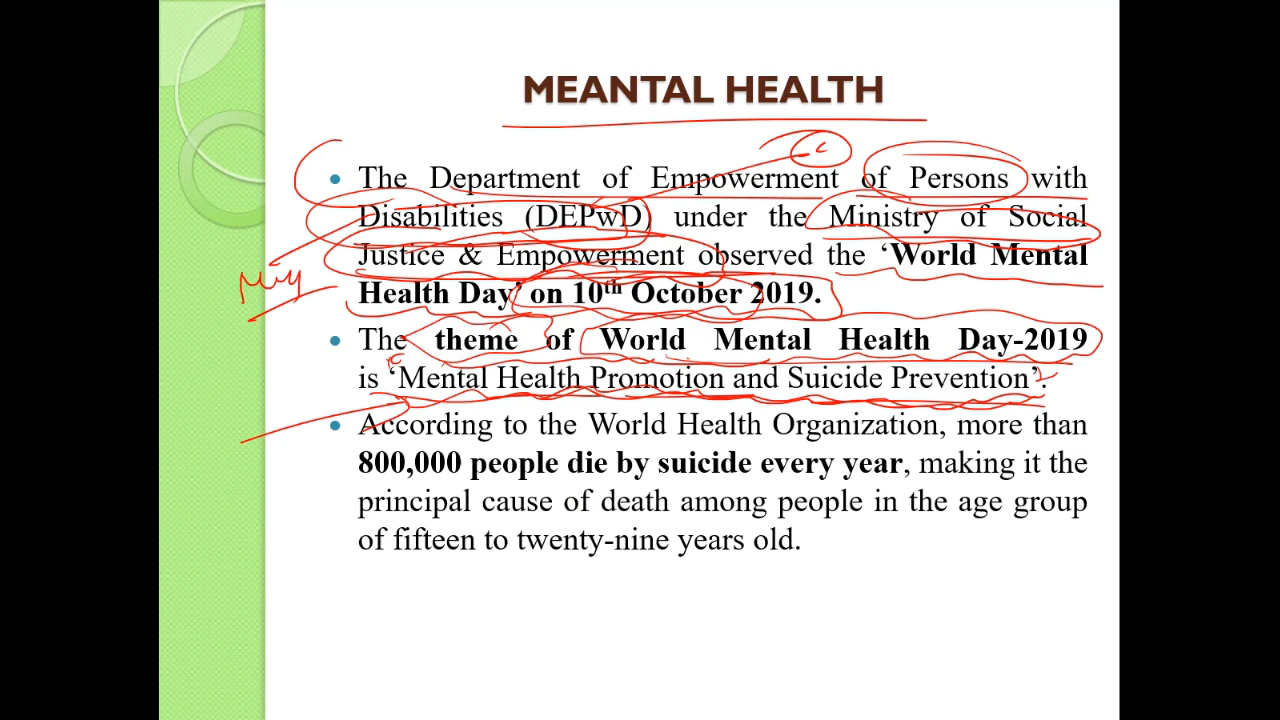 MEANTAL HEALTH
The Department of Empowerment of Persons with
Disabilities (DEPwD) under the Ministry of Social
Justice & Empowerment observed the ‘World Mental
Health Day’ on 10th October 2019.
The theme of World Mental Health Day-2019
is ‘Mental Health Promotion and Suicide Prevention’.
According to the World Health Organization, more than
800,000 people die by suicide every year, making it the
principal cause of death among people in the age group
of fifteen to twenty-nine years old.